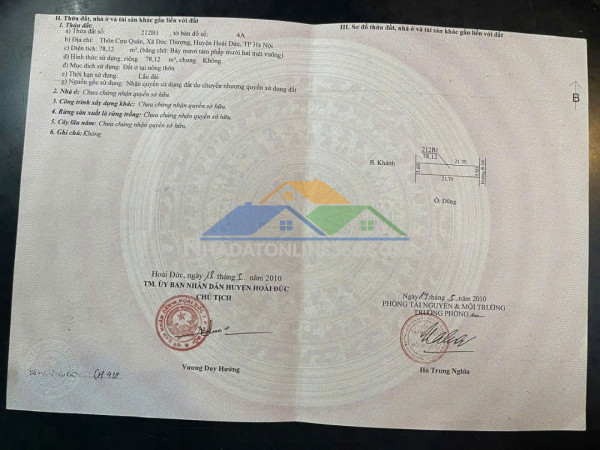 II. Thửa đất, nhà ở và tài sản khác gắn liền với đất
1. Thửa đất:
a) Thửa đất số: 212B1, tờ bản đồ số: 4A
b) Địa chỉ: Thôn Cựu Quán, Xã Đức Thượng, Huyện Hoài Đức, TP Hà Nội
c) Diện tích: 78,12 m², (bằng chữ: Bảy mươi tám phẩy mười hai mét vuông)
d) Hình thức sử dụng: riêng 78,12 m², chung Không.
đ) Mục đích sử dụng: Đất ở tại nông thôn
e) Thời hạn sử dụng: Lâu dài
g) Nguồn gốc sử dụng: Nhận quyền sử dụng đất do chuyển nhượng quyền sử dụng đất
2. Nhà ở: Chưa chứng nhận quyền sở hữu.
3. Công trình xây dựng khác: Chưa chứng nhận quyền sở hữu.
4. Rừng sản xuất là rừng trồng: Chưa chứng nhận quyền sở hữu.
5. Cây lâu năm: Chưa chứng nhận quyền sở hữu.
6. Ghi chú: Không
Hoài Đức, ngày 18 tháng 5 năm 2010
TM. ỦY BAN NHÂN DÂN HUYỆN HOÀI ĐỨC
CHỦ TỊCH
Vương Duy Hướng
CH 421
III. Sơ đồ thửa đất, nhà ở và tài sản khác gắn liền với đất
B
212B1
78,12
21.70
B. Khánh
21.70
Ô. Dũng
Ngày 17 tháng 5 năm 2010
PHÒNG TÀI NGUYÊN & MÔI TRƯỜNG
TRƯỞNG PHÒNG
Hồ Trung Nghĩa